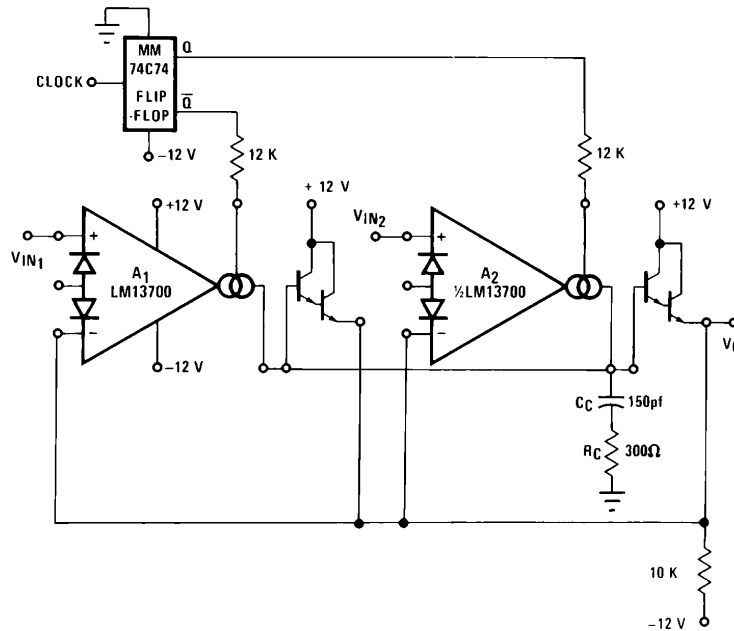 MM
74C74
FLIP
-FLOP
CLOCK
Q
Q̅
-12 V
12 K
12 K
+12 V
+ 12 V
+12 V
VIN1
+
A1
LM13700
-
-12 V
VIN2
+
A2
½LM13700
-
CC
150pf
RC
300Ω
10 K
-12 V